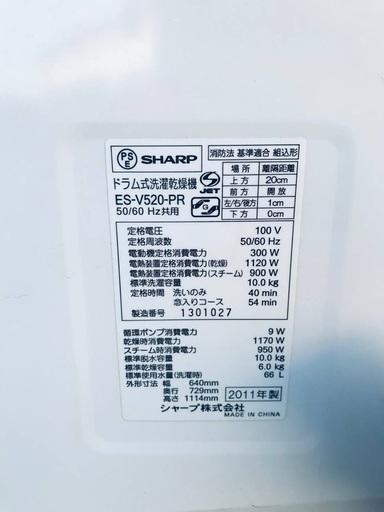 PS
E
SHARP
ドラム式洗濯乾燥機
ES-V520-PR
50/60 Hz共用
JET
消防法 基準適合 組込形
場所 離隔距離
上方 20cm
前方 開放
左/右/後方 1cm
下方 0cm
定格電圧 100 V
定格周波数 50/60 Hz
電動機定格消費電力 300 W
電熱装置定格消費電力(乾燥) 1120 W
電熱装置定格消費電力(スチーム) 900 W
標準洗濯容量 10.0 kg
定格時間 洗いのみ 40 min
念入りコース 54 min
製造番号 1301027
循環ポンプ消費電力 9 W
乾燥時消費電力 1170 W
スチーム時消費電力 950 W
標準脱水容量 10.0 kg
標準乾燥容量 6.0 kg
標準使用水量(洗濯時) 66 L
外形寸法 幅 640mm
奥行 729mm
高さ 1114mm
2011年製
シャープ株式会社
MADE IN CHINA